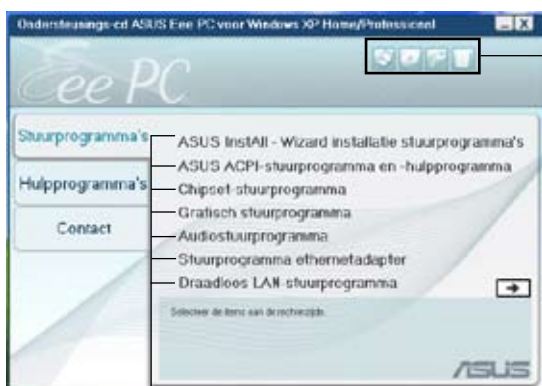 Ondersteunings-cd ASUS Eee PC voor Windows XP Home/Professional
Eee PC
Stuurprogramma's
Hulpprogramma's
Contact
ASUS InstAll - Wizard installatie stuurprogramma's
ASUS ACPI-stuurprogramma en -hulpprogramma
Chipset-stuurprogramma
Grafisch stuurprogramma
Audiostuurprogramma
Stuurprogramma ethernetadapter
Draadloos LAN-stuurprogramma
Selecteer de items aan de rechterzijde.
ASUS